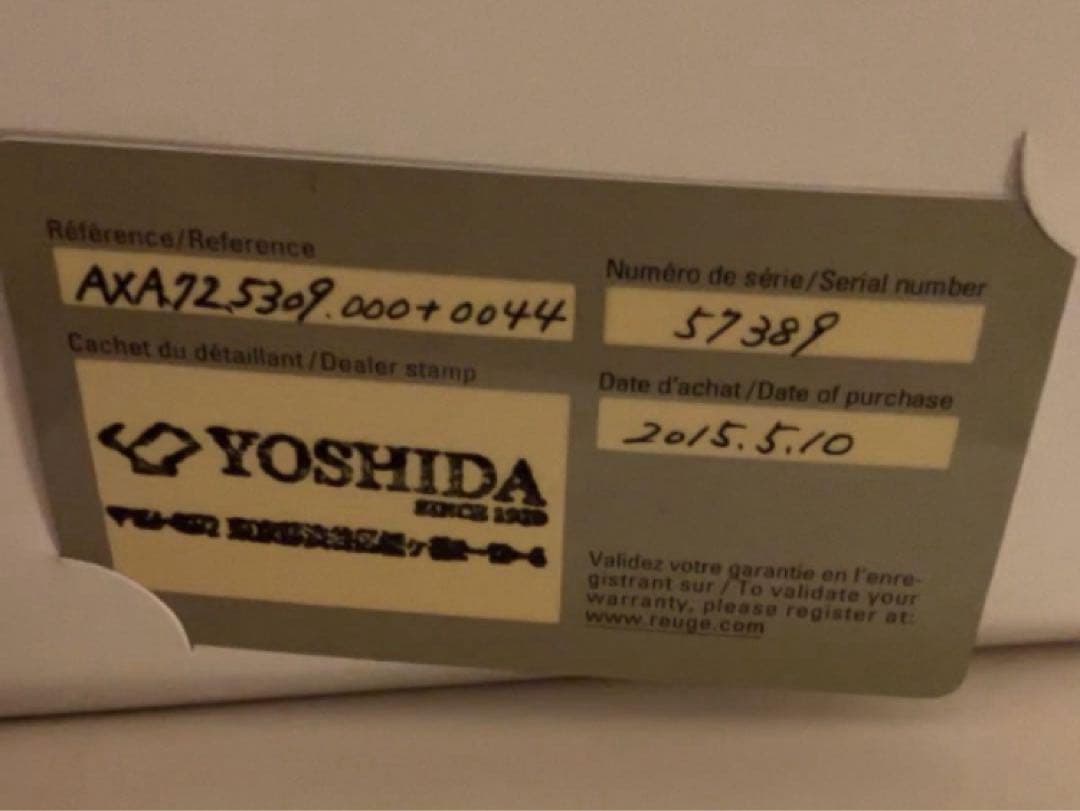 Référence/Reference
AXA.72.5309.000+0044
Numéro de série/Serial number
57389
Cachet du détaillant/Dealer stamp
YOSHIDA
SINCE
Date d'achat/Date of purchase
2015.5.10
Validez votre garantie en l'enre-
gistrant sur / To validate your
warranty, please register at:
www.reuge.com